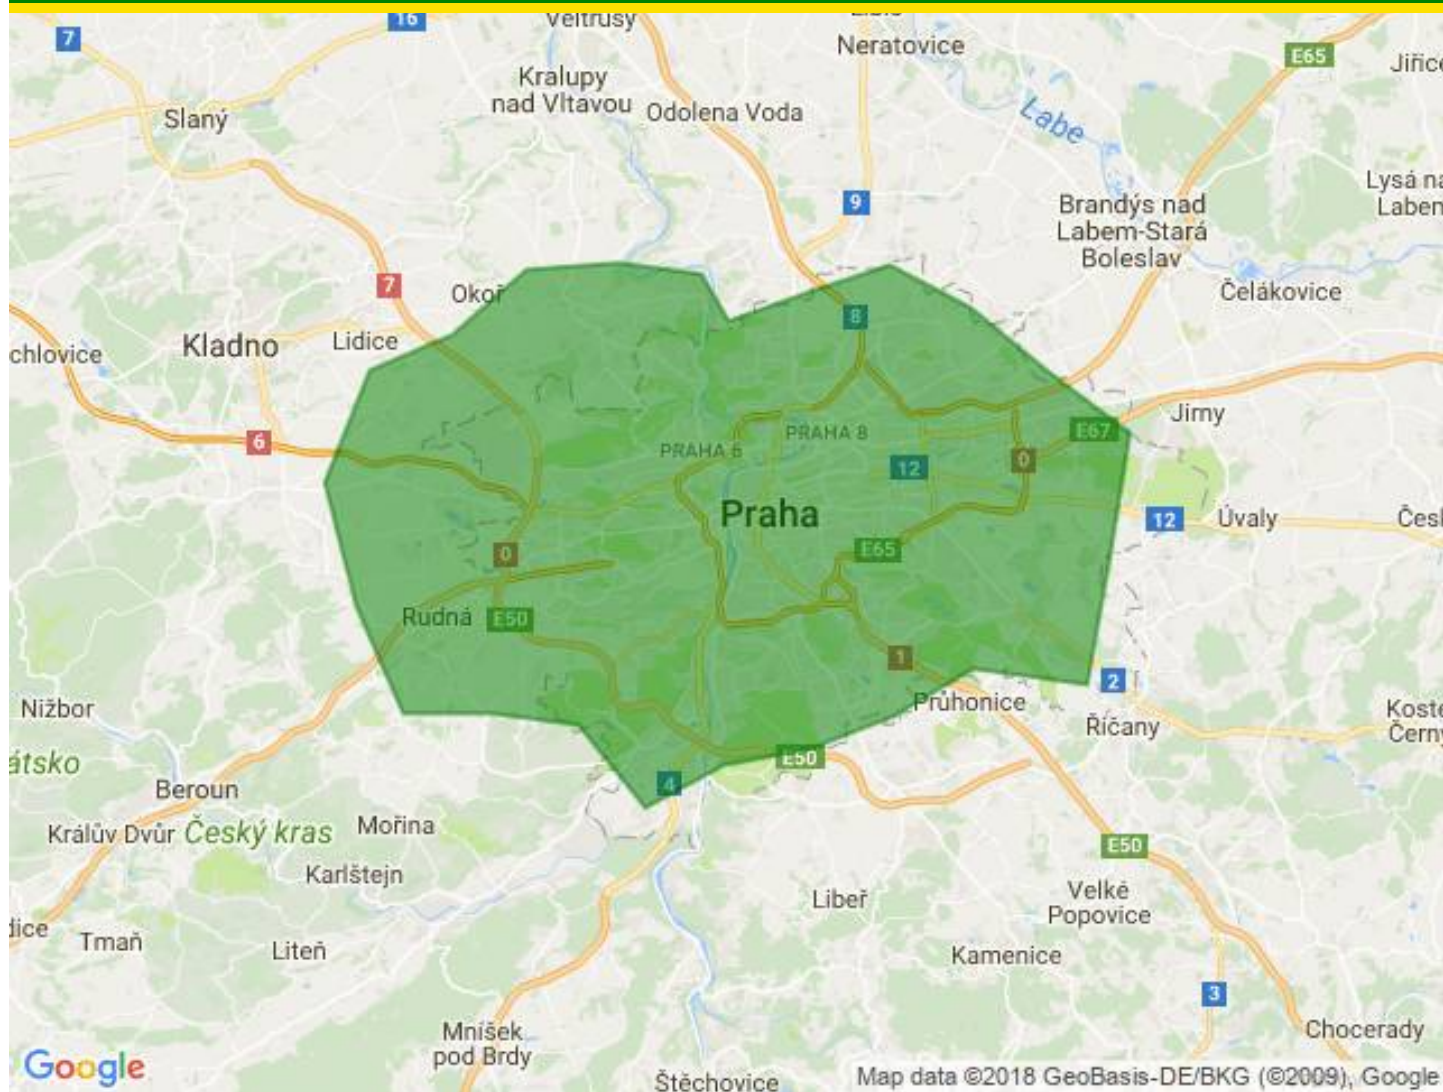 16
Veltrusy
7
Neratovice
E65
Jiřice
Kralupy
nad Vltavou
Odolena Voda
Slaný
Labe
9
Brandýs nad
Labem-Stará
Boleslav
Lysá na
Laben
7
Okoř
Čelákovice
8
Kladno
Lidice
chlovice
Jirny
6
PRAHA 6
PRAHA 8
E67
12
0
Praha
12
Úvaly
Česk
0
E65
Rudná
E50
1
2
Průhonice
Říčany
Nižbor
Koste
Černý
átsko
E50
4
Beroun
Králův Dvůr
Český kras
Mořina
E50
Karlštejn
Libeř
Velké
Popovice
dice
Tmaň
Liteň
Kamenice
3
Mníšek
pod Brdy
Chocerady
Google
Štěchovice
Map data ©2018 GeoBasis-DE/BKG (©2009), Google